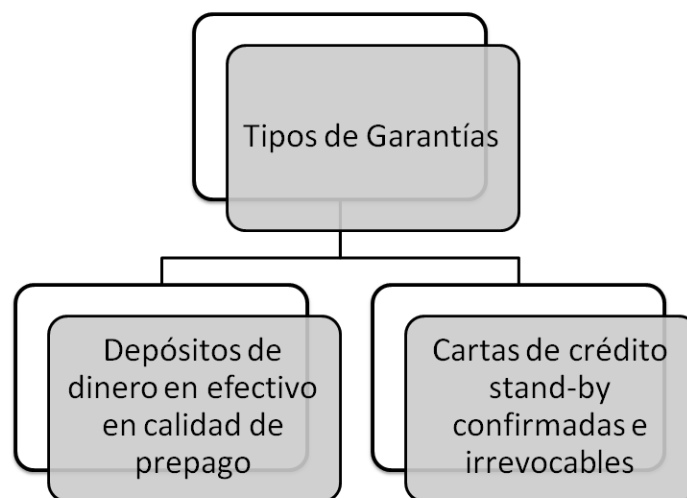 Tipos de Garantías
Depósitos de
dinero en efectivo
en calidad de
prepago
Cartas de crédito
stand-by
confirmadas e
irrevocables